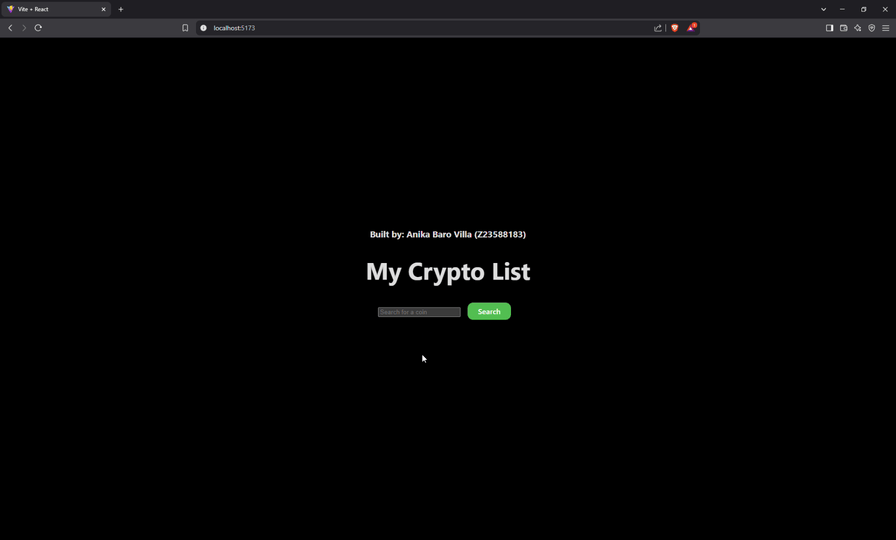 Vite + React
localhost:5173
Built by: Anika Baro Villa (Z23588183)
My Crypto List
Search for a coin
Search